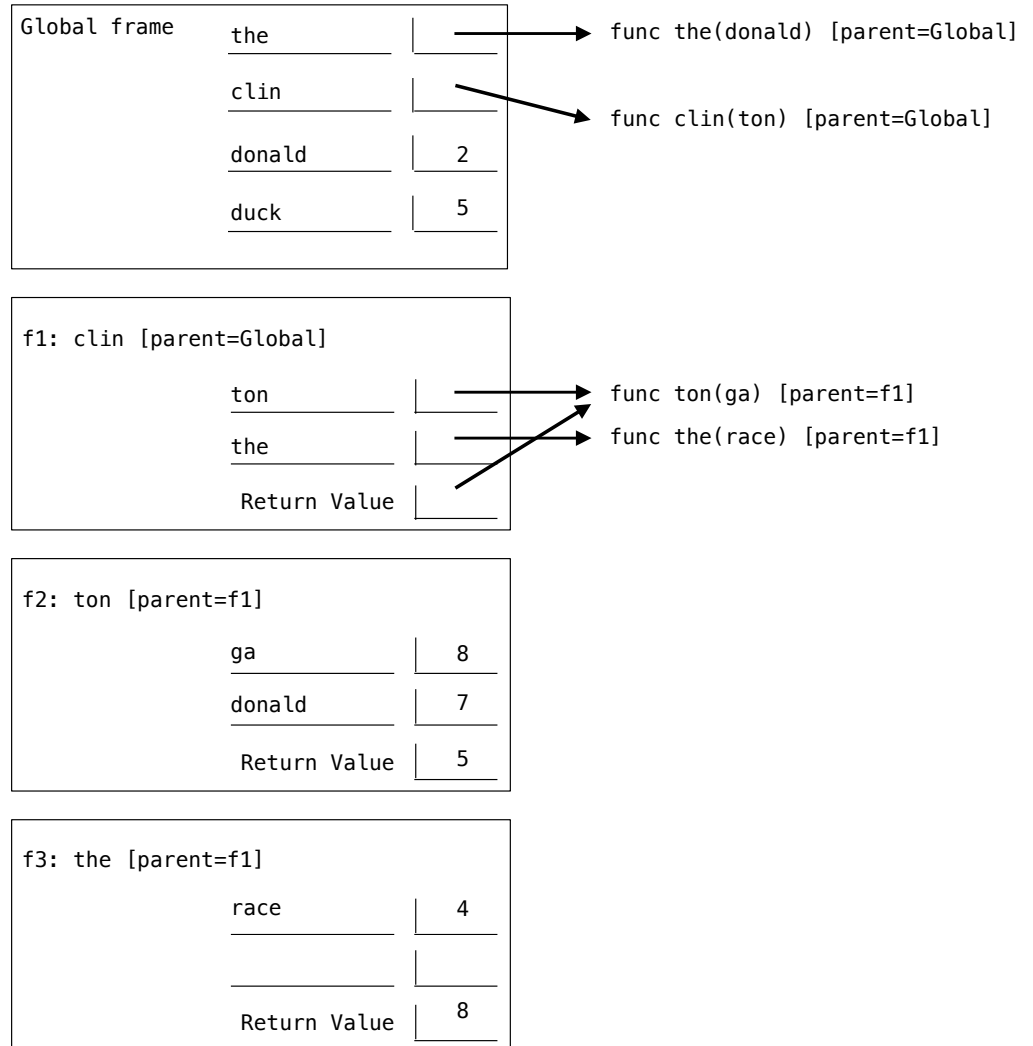 Global frame
the
func the(donald) [parent=Global]
clin
func clin(ton) [parent=Global]
donald 2
duck 5
f1: clin [parent=Global]
ton
func ton(ga) [parent=f1]
the
func the(race) [parent=f1]
Return Value
f2: ton [parent=f1]
ga 8
donald 7
Return Value 5
f3: the [parent=f1]
race 4
Return Value 8